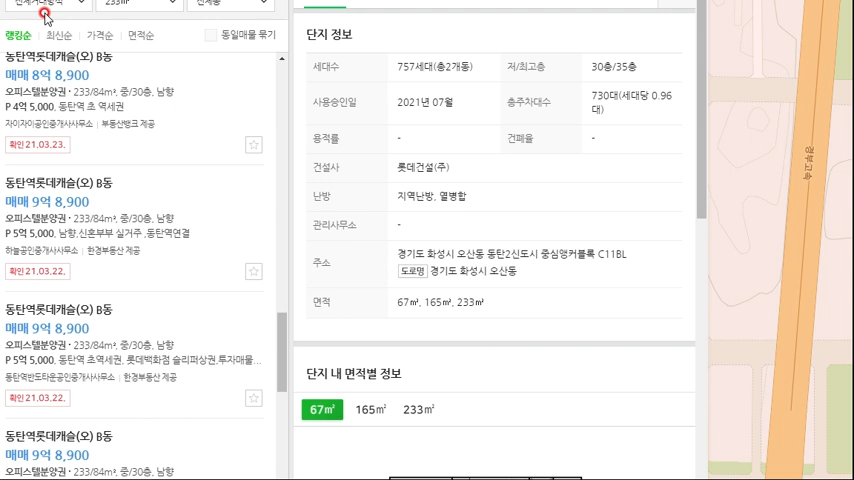 전체거래방식 233㎡ 전체동
랭킹순 최신순 가격순 면적순 동일매물 묶기
동탄역롯데캐슬(오) B동
매매 8억 8,900
오피스텔분양권 · 233/84m², 중/30층, 남향
P 4억 5,000, 동탄역 초 역세권
자이자이공인중개사사무소 | 부동산뱅크 제공
확인 21.03.23.
동탄역롯데캐슬(오) B동
매매 9억 8,900
오피스텔분양권 · 233/84m², 중/30층, 남향
P 5억 5,000, 남향,신혼부부 실거주 ,동탄역연결
하늘공인중개사사무소 | 한경부동산 제공
확인 21.03.22.
동탄역롯데캐슬(오) B동
매매 9억 8,900
오피스텔분양권 · 233/84m², 중/30층, 남향
P 5억 5,000, 동탄역 초역세권, 롯데백화점 슬리퍼상권,투자매물...
동탄역반도타운공인중개사사무소 | 한경부동산 제공
확인 21.03.22.
동탄역롯데캐슬(오) B동
매매 9억 8,900
오피스텔분양권 · 233/84m², 중/30층, 남향
단지 정보
세대수 757세대(총2개동) 저/최고층 30층/35층
사용승인일 2021년 07월 총주차대수 730대(세대당 0.96
대)
용적률 - 건폐율 -
건설사 롯데건설(주)
난방 지역난방, 열병합
관리사무소 -
주소 경기도 화성시 오산동 동탄2신도시 중심앵커블록 C11BL
도로명 경기도 화성시 오산동
면적 67㎡, 165㎡, 233㎡
단지 내 면적별 정보
67㎡ 165㎡ 233㎡
경부고속